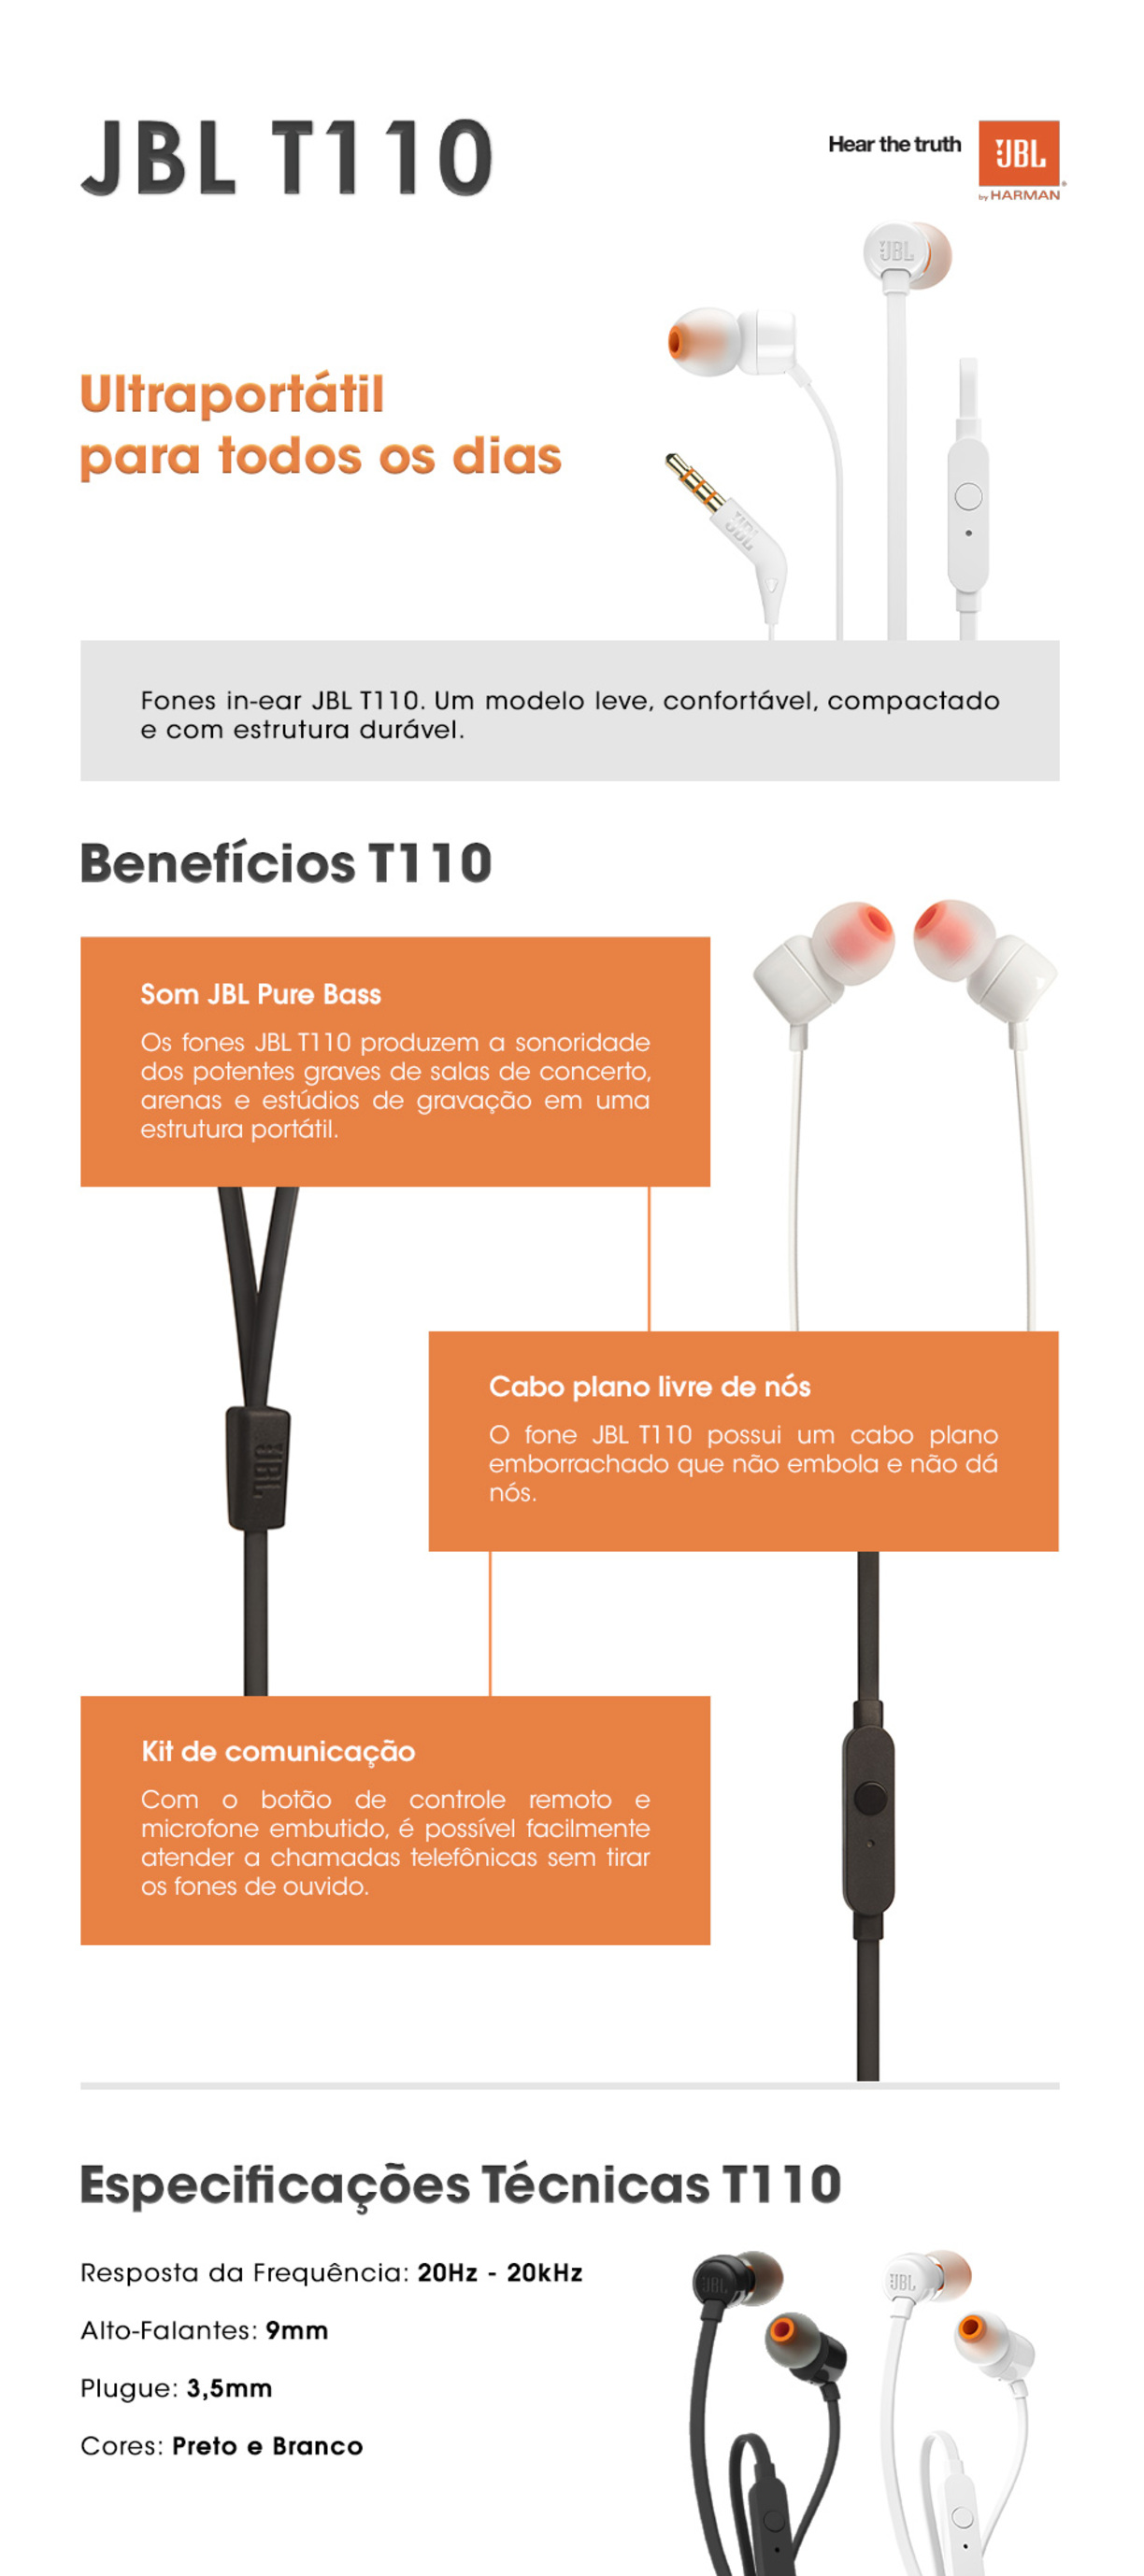 JBL T110
Hear the truth
JBL
by HARMAN
JBL
JBL
Ultraportátil
para todos os dias
Fones in-ear JBL T110. Um modelo leve, confortável, compactado
e com estrutura durável.
Benefícios T110
Som JBL Pure Bass
Os fones JBL T110 produzem a sonoridade
dos potentes graves de salas de concerto,
arenas e estúdios de gravação em uma
estrutura portátil.
Cabo plano livre de nós
O fone JBL T110 possui um cabo plano
emborrachado que não embola e não dá
nós.
JBL
Kit de comunicação
Com o botão de controle remoto e
microfone embutido, é possível facilmente
atender a chamadas telefônicas sem tirar
os fones de ouvido.
Especificações Técnicas T110
Resposta da Frequência: 20Hz - 20kHz
Alto-Falantes: 9mm
Plugue: 3,5mm
Cores: Preto e Branco
JBL
JBL